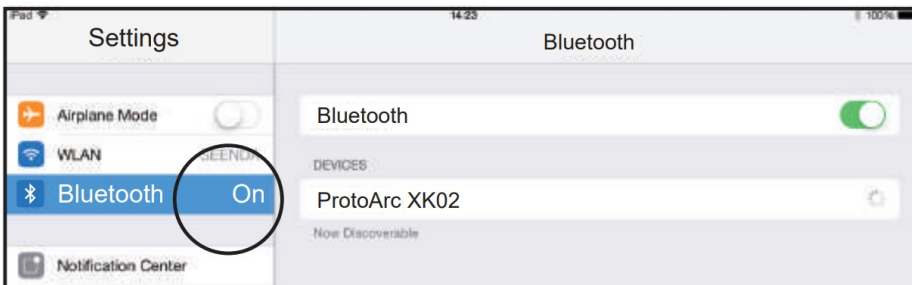 iPad 14:23 100%
Settings Bluetooth
Airplane Mode
Bluetooth
WLAN SEENDA
DEVICES
Bluetooth On
ProtoArc XK02
Now Discoverable
Notification Center